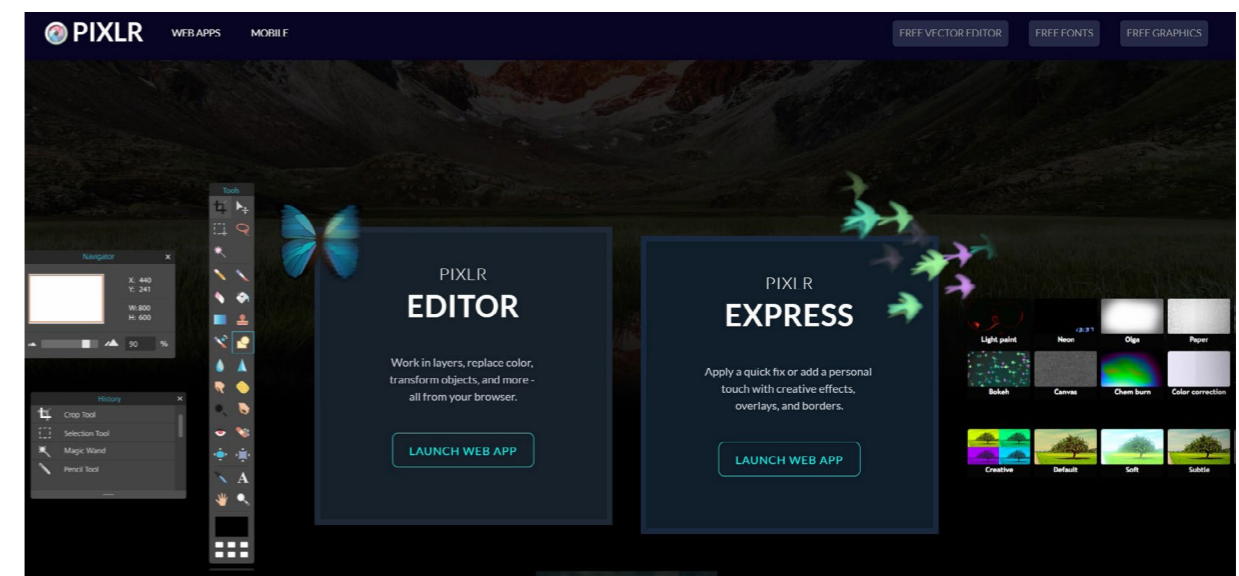 PIXLR
WEB APPS
MOBILE
FREE VECTOR EDITOR
FREE FONTS
FREE GRAPHICS
Tools
Navigator x
X: 440
Y: 241
W: 800
H: 600
90 %
History x
Crop Tool
Selection Tool
Magic Wand
Pencil Tool
A
PIXLR
EDITOR
Work in layers, replace color,
transform objects, and more -
all from your browser.
LAUNCH WEB APP
PIXLR
EXPRESS
Apply a quick fix or add a personal
touch with creative effects,
overlays, and borders.
LAUNCH WEB APP
Light paint
Neon
Olga
Paper
Bokeh
Canvas
Chem burn
Color correction
Creative
Default
Soft
Subtle